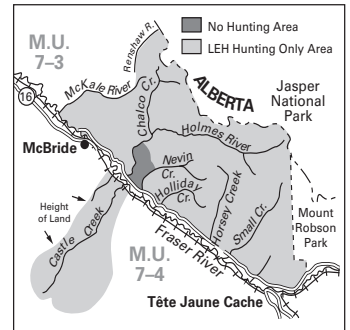 No Hunting Area
LEH Hunting Only Area
M.U.
7–3
Renshaw R.
McKale River
Chalco Cr.
ALBERTA
Jasper
National
Park
16
McBride
Holmes River
Nevin
Cr.
Holliday
Cr.
Horsey Creek
Small Cr.
Mount
Robson
Park
Height
of Land
Castle Creek
Fraser River
M.U.
7–4
Tête Jaune Cache